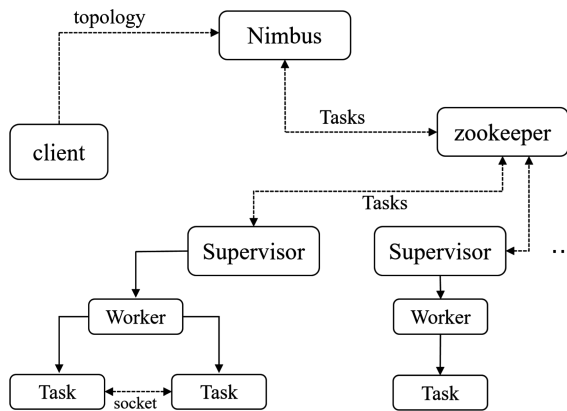 topology
Nimbus
Tasks
client
zookeeper
Tasks
Supervisor
Supervisor
..
Worker
Worker
Task
Task
Task
socket